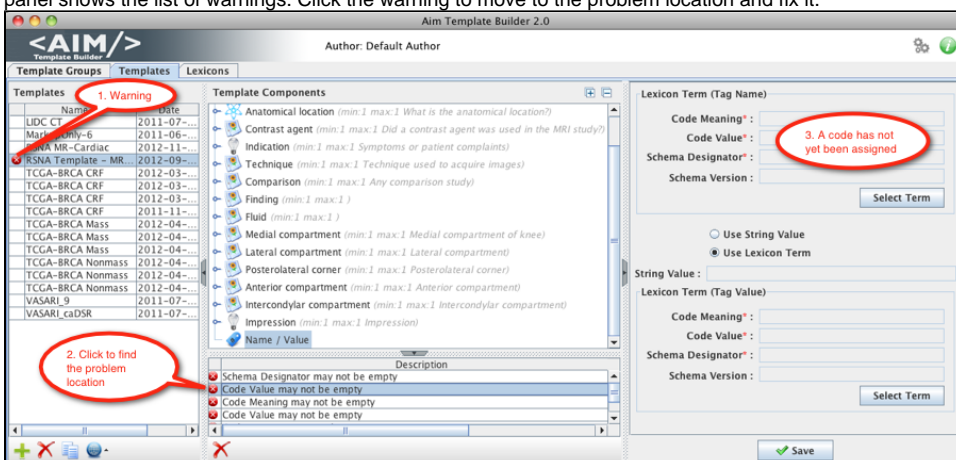 panel shows the list of warnings. Click the warning to move to the problem location and fix it.
Aim Template Builder 2.0
<AIM/>
Template Builder
Author: Default Author
Template Groups Templates Lexicons
Templates
1. Warning
Name Date
LIDC CT 2011-07-...
Only-6 2011-06-...
RSNA MR-Cardiac 2012-11-...
RSNA Template - MR... 2012-09-...
TCGA-BRCA CRF 2012-03-...
TCGA-BRCA CRF 2012-03-...
TCGA-BRCA CRF 2011-11-...
TCGA-BRCA Mass 2012-04-...
TCGA-BRCA Mass 2012-04-...
TCGA-BRCA Mass 2012-04-...
TCGA-BRCA Nonmass 2012-04-...
TCGA-BRCA Nonmass 2012-04-...
TCGA-BRCA Nonmass 2012-04-...
VASARI_9 2011-07-...
VASARI_caDSR 2011-07-...
2. Click to find
the problem
location
Template Components
Anatomical location (min:1 max:1 What is the anatomical location?)
Contrast agent (min:1 max:1 Did a contrast agent was used in the MRI study?)
Indication (min:1 max:1 Symptoms or patient complaints)
Technique (min:1 max:1 Technique used to acquire images)
Comparison (min:1 max:1 Any comparison study)
Finding (min:1 max:1 )
Fluid (min:1 max:1 )
Medial compartment (min:1 max:1 Medial compartment of knee)
Lateral compartment (min:1 max:1 Lateral compartment)
Posterolateral corner (min:1 max:1 Posterolateral corner)
Anterior compartment (min:1 max:1 Anterior compartment)
Intercondylar compartment (min:1 max:1 Intercondylar compartment)
Impression (min:1 max:1 Impression)
Name / Value
Description
Schema Designator may not be empty
Code Value may not be empty
Code Meaning may not be empty
Code Value may not be empty
Lexicon Term (Tag Name)
Code Meaning* :
Code Value* :
Schema Designator* :
Schema Version :
3. A code has not
yet been assigned
Select Term
Use String Value
Use Lexicon Term
String Value :
Lexicon Term (Tag Value)
Code Meaning* :
Code Value* :
Schema Designator* :
Schema Version :
Select Term
Save